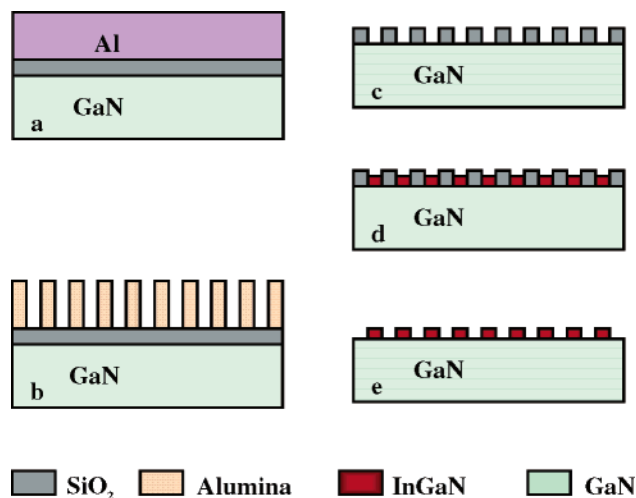 Al
GaN
a
GaN
b
GaN
c
GaN
d
GaN
e
SiO₂ Alumina InGaN GaN